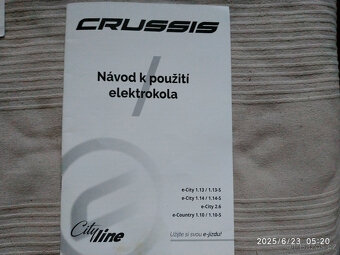 CRUSSIS
Návod k použití
elektrokola
e-City 1.13 / 1.13-S
e-City 1.14 / 1.14-S
e-City 2.6
e-Country 1.10 / 1.10-S
City line
Užijte si svou e-jízdu!
2025/6/23 05:20